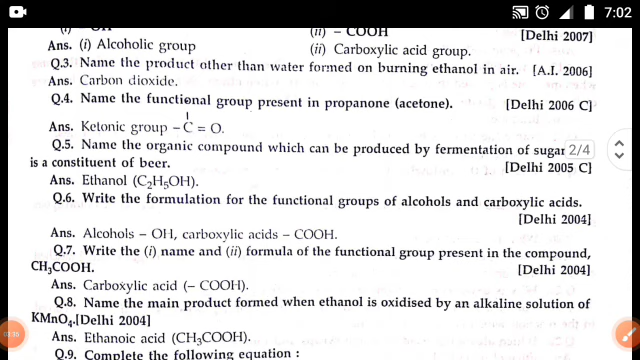 7:02
(i) – OH (ii) – COOH [Delhi 2007]
Ans. (i) Alcoholic group (ii) Carboxylic acid group.
Q.3. Name the product other than water formed on burning ethanol in air. [A.I. 2006]
Ans. Carbon dioxide.
Q.4. Name the functional group present in propanone (acetone). [Delhi 2006 C]
Ans. Ketonic group –C = O.
Q.5. Name the organic compound which can be produced by fermentation of sugar
2/4
is a constituent of beer. [Delhi 2005 C]
Ans. Ethanol (C₂H₅OH).
Q.6. Write the formulation for the functional groups of alcohols and carboxylic acids.
[Delhi 2004]
Ans. Alcohols – OH, carboxylic acids – COOH.
Q.7. Write the (i) name and (ii) formula of the functional group present in the compound,
CH₃COOH. [Delhi 2004]
Ans. Carboxylic acid (– COOH).
Q.8. Name the main product formed when ethanol is oxidised by an alkaline solution of
KMnO₄.[Delhi 2004]
Ans. Ethanoic acid (CH₃COOH).
Q.9. Complete the following equation :